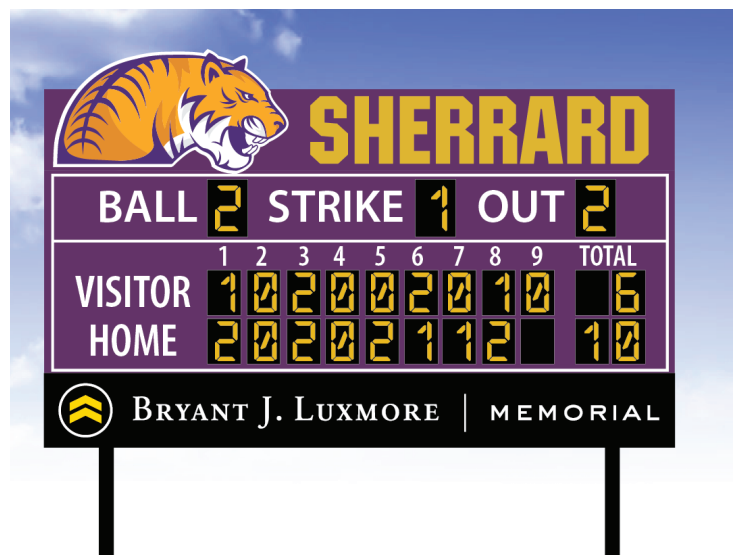 SHERRARD
BALL 2 STRIKE 1 OUT 2
1 2 3 4 5 6 7 8 9 TOTAL
VISITOR 1 0 2 0 0 2 0 1 0 6
HOME 2 0 2 0 2 1 1 2 10
BRYANT J. LUXMORE | MEMORIAL